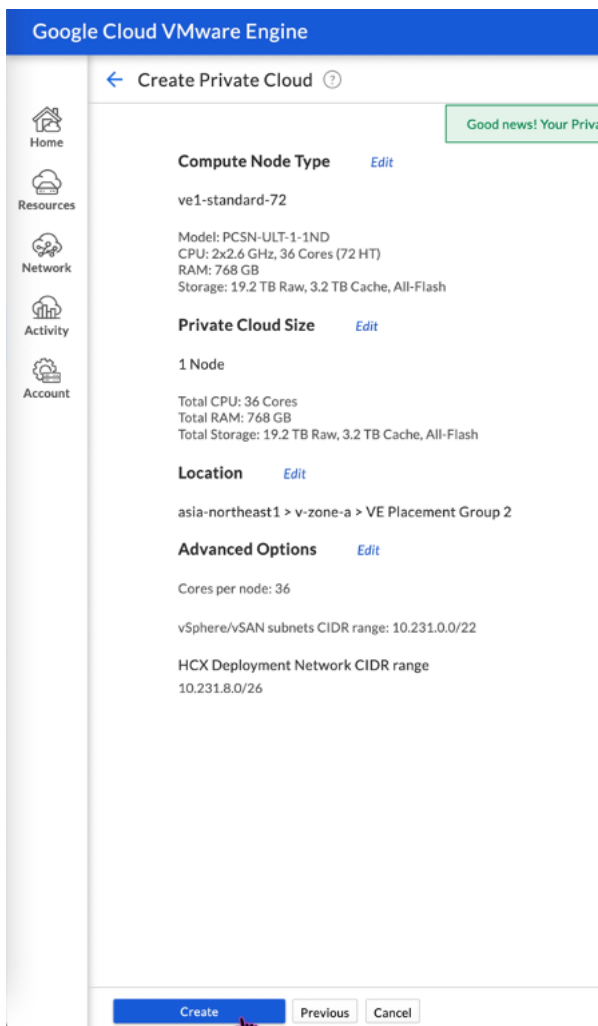 Google Cloud VMware Engine
Create Private Cloud ?
Good news! Your Priva
Home
Resources
Network
Activity
Account
Compute Node Type Edit
ve1-standard-72
Model: PCSN-ULT-1-1ND
CPU: 2x2.6 GHz, 36 Cores (72 HT)
RAM: 768 GB
Storage: 19.2 TB Raw, 3.2 TB Cache, All-Flash
Private Cloud Size Edit
1 Node
Total CPU: 36 Cores
Total RAM: 768 GB
Total Storage: 19.2 TB Raw, 3.2 TB Cache, All-Flash
Location Edit
asia-northeast1 > v-zone-a > VE Placement Group 2
Advanced Options Edit
Cores per node: 36
vSphere/vSAN subnets CIDR range: 10.231.0.0/22
HCX Deployment Network CIDR range
10.231.8.0/26
Create Previous Cancel